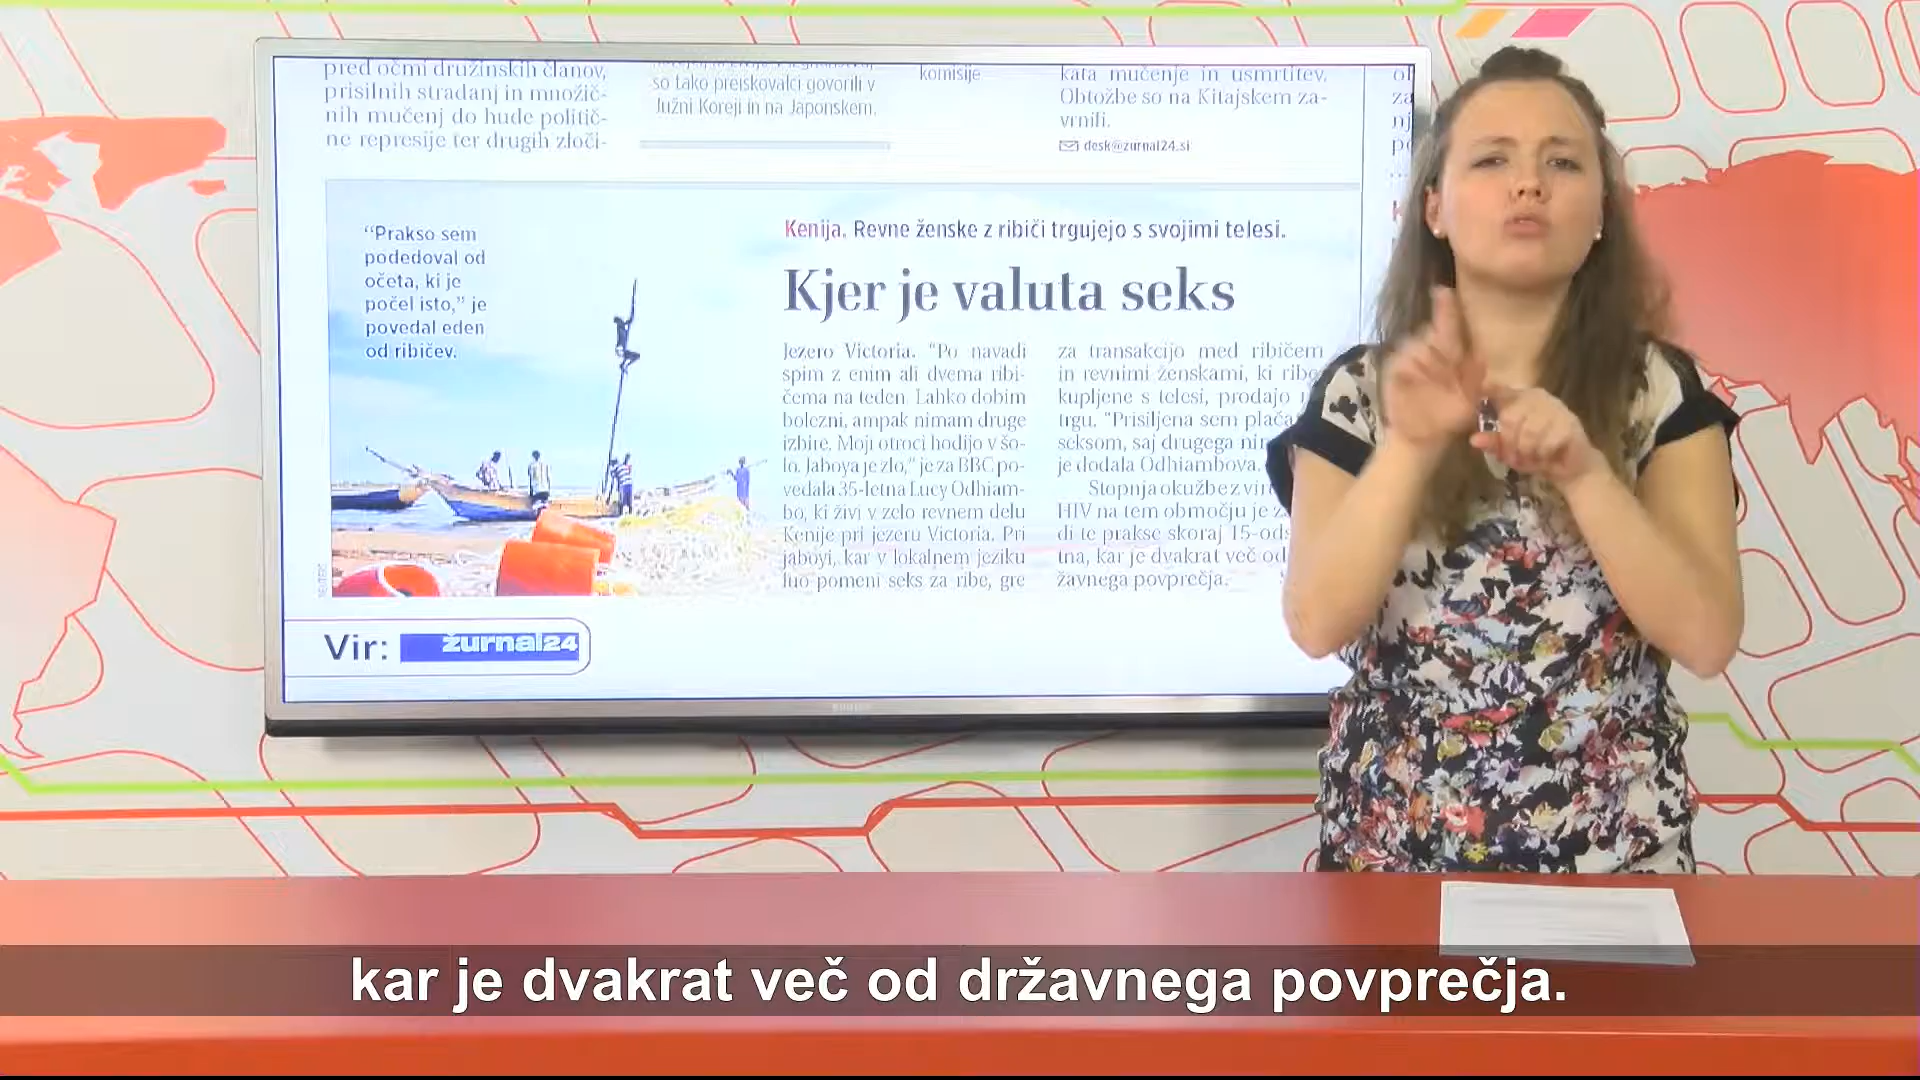 pred očmi družinskih članov,
prisilnih stradanj in množič-
nih mučenj do hude politič-
ne represije ter drugih zloči-
so tako preiskovalci govorili v
Južni Koreji in na Japonskem.
komisije
kata mučenje in usmrtitev.
Obtožbe so na Kitajskem za-
vrnili.
desk@zurnal24.si
“Prakso sem
podedoval od
očeta, ki je
počel isto,” je
povedal eden
od ribičev.
REUTERS
Kenija. Revne ženske z ribiči trgujejo s svojimi telesi.
Kjer je valuta seks
Jezero Victoria. “Po navadi
spim z enim ali dvema ribi-
čema na teden. Lahko dobim
bolezni, ampak nimam druge
izbire. Moji otroci hodijo v šo-
lo. Jaboya je zlo,” je za BBC po-
vedala 35-letna Lucy Odhiam-
bo, ki živi v zelo revnem delu
Kenije pri jezeru Victoria. Pri
jaboyi, kar v lokalnem jeziku
luo pomeni seks za ribe, gre
za transakcijo med ribičem
in revnimi ženskami, ki ribe,
kupljene s telesi, prodajo
trgu. “Prisiljena sem
seksom, saj drugega
je dodala Odhiambova.
Stopnja okužbe z
HIV na tem območju je
di te prakse skoraj
tna, kar je dvakrat več od
žavnega povprečja.
Vir: žurnal24
kar je dvakrat več od državnega povprečja.